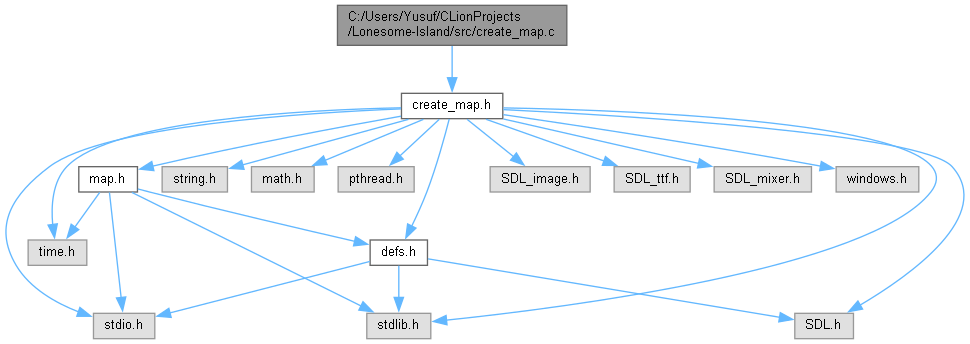 C:/Users/Yusuf/CLionProjects
/Lonesome-Island/src/create_map.c
create_map.h
map.h
string.h
math.h
pthread.h
SDL_image.h
SDL_ttf.h
SDL_mixer.h
windows.h
time.h
defs.h
stdio.h
stdlib.h
SDL.h